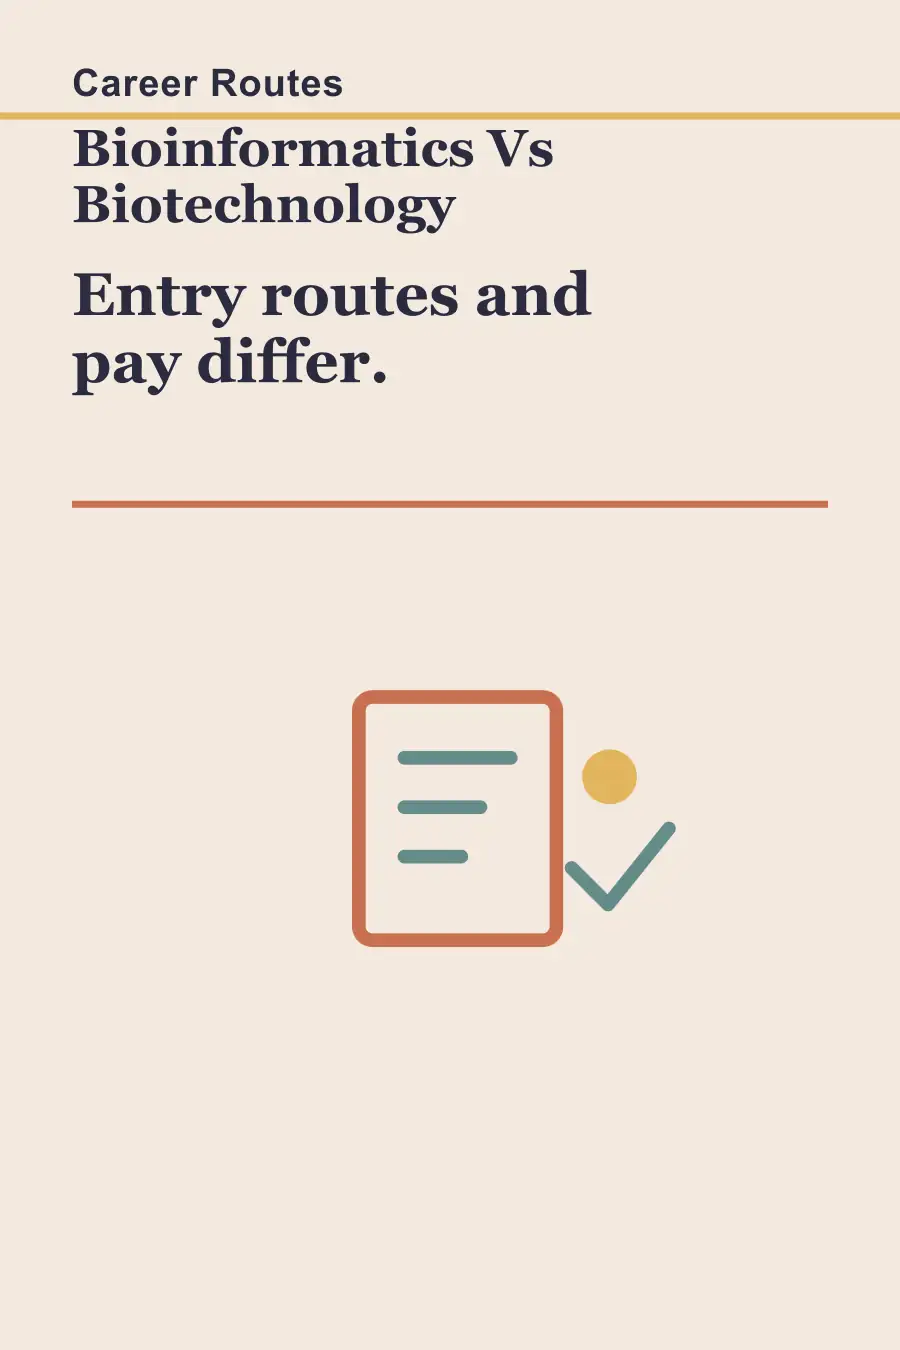 Career Routes
Bioinformatics Vs
Biotechnology
Entry routes and
pay differ.